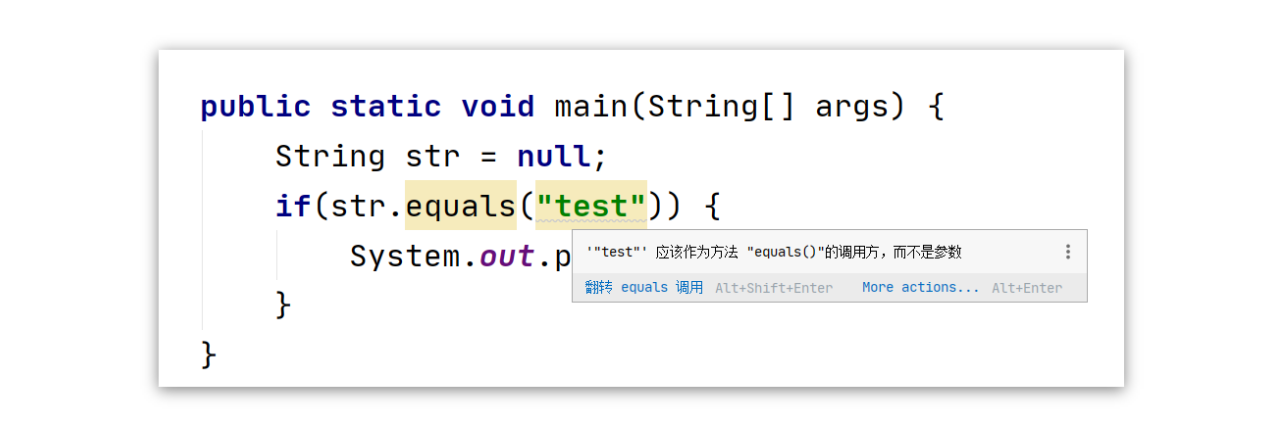 public static void main(String[] args) {
String str = null;
if(str.equals("test")) {
System.out.p
'"test"' 应该作为方法 "equals()"的调用方，而不是参数
翻转 equals 调用 Alt+Shift+Enter More actions... Alt+Enter
}
}